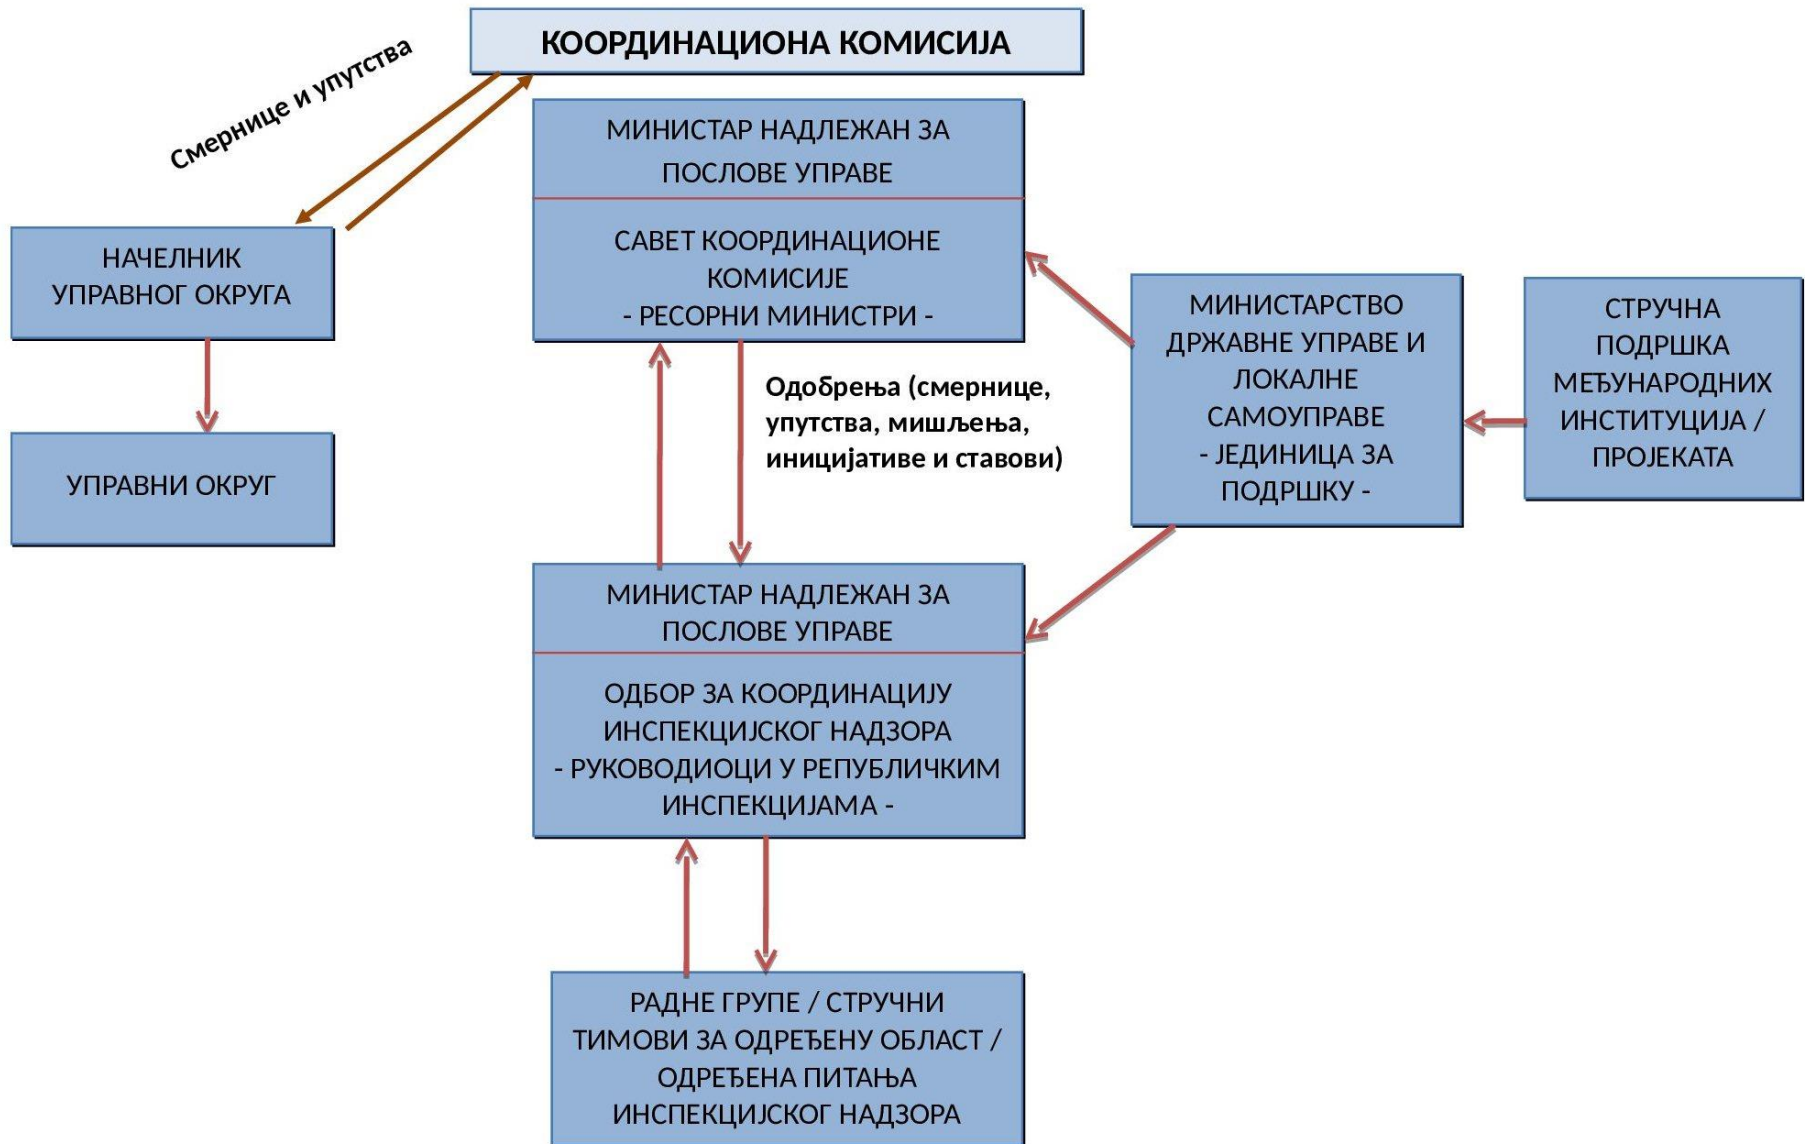 КООРДИНАЦИОНА КОМИСИЈА
Смернице и упутства
МИНИСТАР НАДЛЕЖАН ЗА
ПОСЛОВЕ УПРАВЕ
САВЕТ КООРДИНАЦИОНЕ
КОМИСИЈЕ
- РЕСОРНИ МИНИСТРИ -
НАЧЕЛНИК
УПРАВНОГ ОКРУГА
УПРАВНИ ОКРУГ
Одобрења (смернице,
упутства, мишљења,
иницијативе и ставови)
МИНИСТАРСТВО
ДРЖАВНЕ УПРАВЕ И
ЛОКАЛНЕ
САМОУПРАВЕ
- ЈЕДИНИЦА ЗА
ПОДРШКУ -
СТРУЧНА
ПОДРШКА
МЕЂУНАРОДНИХ
ИНСТИТУЦИЈА /
ПРОЈЕКАТА
МИНИСТАР НАДЛЕЖАН ЗА
ПОСЛОВЕ УПРАВЕ
ОДБОР ЗА КООРДИНАЦИЈУ
ИНСПЕКЦИЈСКОГ НАДЗОРА
- РУКОВОДИОЦИ У РЕПУБЛИЧКИМ
ИНСПЕКЦИЈАМА -
РАДНЕ ГРУПЕ / СТРУЧНИ
ТИМОВИ ЗА ОДРЕЂЕНУ ОБЛАСТ /
ОДРЕЂЕНА ПИТАЊА
ИНСПЕКЦИЈСКОГ НАДЗОРА